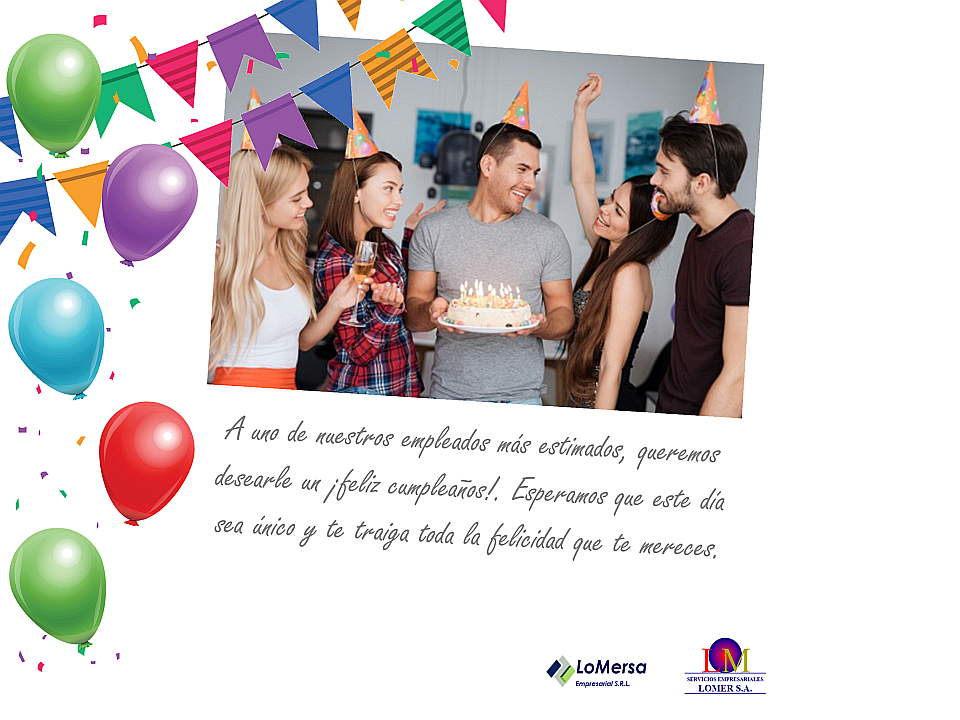 A uno de nuestros empleados más estimados, queremos
desearle un ¡feliz cumpleaños!. Esperamos que este día
sea único y te traiga toda la felicidad que te mereces.
LoMersa
Empresarial S.R.L.
LM
SERVICIOS EMPRESARIALES
LOMER S.A.